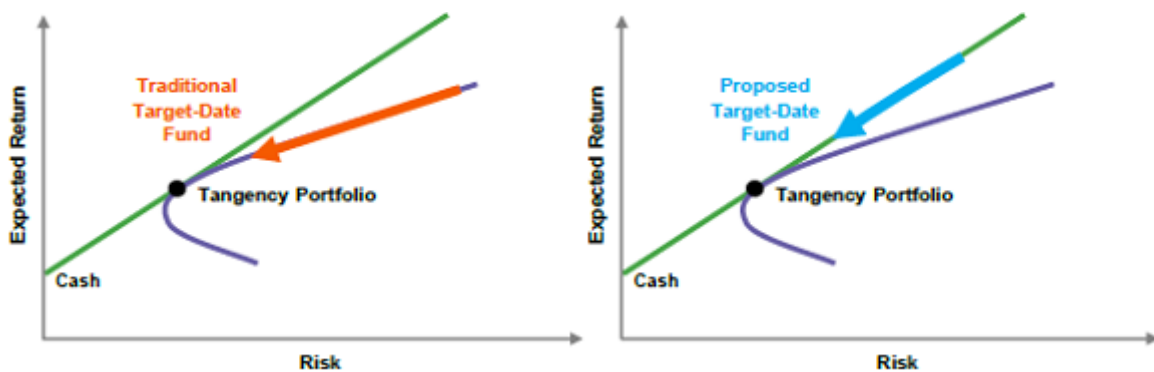 Expected Return
Traditional
Target-Date
Fund
Tangency Portfolio
Cash
Risk
Expected Return
Proposed
Target-Date
Fund
Tangency Portfolio
Cash
Risk